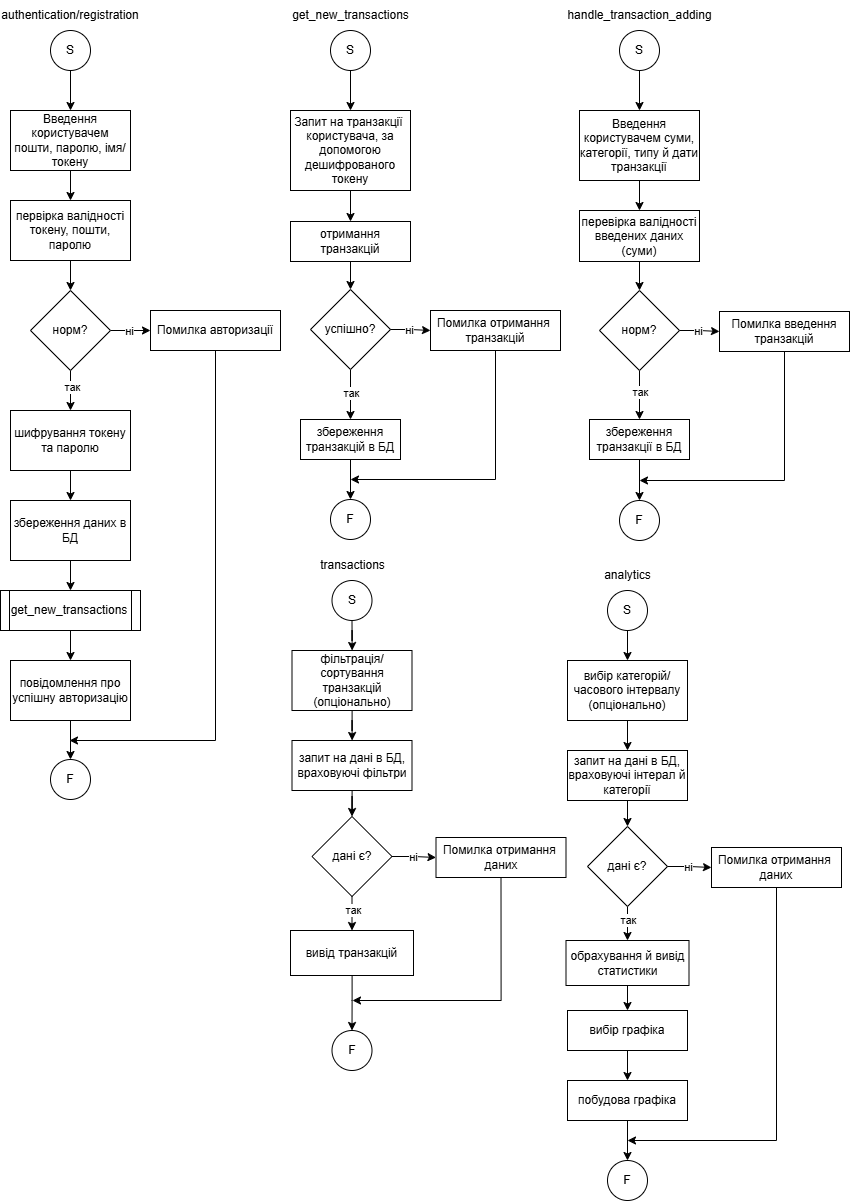 authentication/registration
S
Введення
користувачем
пошти, паролю, імя/
токену
первірка валідності
токену, пошти,
паролю
норм?
ні
Помилка авторизації
так
шифрування токену
та паролю
збереження даних в
БД
get_new_transactions
повідомлення про
успішну авторизацію
F
get_new_transactions
S
Запит на транзакції
користувача, за
допомогою
дешифрованого
токену
отримання
транзакцій
успішно?
ні
Помилка отримання
транзакцій
так
збереження
транзакцій в БД
F
handle_transaction_adding
S
Введення
користувачем суми,
категорії, типу й дати
транзакції
перевірка валідності
введених даних
(суми)
норм?
ні
Помилка введення
транзакцій
так
збереження
транзакції в БД
F
transactions
S
фільтрація/
сортування
транзакцій
(опціонально)
запит на дані в БД,
враховуючі фільтри
дані є?
ні
Помилка отримання
даних
так
вивід транзакцій
F
analytics
S
вибір категорій/
часового інтервалу
(опціонально)
запит на дані в БД,
враховуючі інтерал й
категорії
дані є?
ні
Помилка отримання
даних
так
обрахування й вивід
статистики
вибір графіка
побудова графіка
F